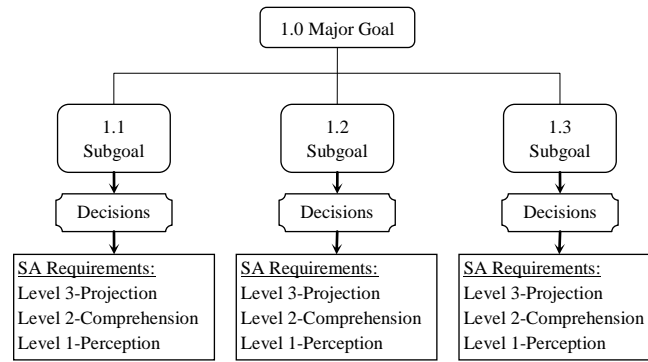 1.0 Major Goal
1.1
Subgoal
1.2
Subgoal
1.3
Subgoal
Decisions
Decisions
Decisions
SA Requirements:
Level 3-Projection
Level 2-Comprehension
Level 1-Perception
SA Requirements:
Level 3-Projection
Level 2-Comprehension
Level 1-Perception
SA Requirements:
Level 3-Projection
Level 2-Comprehension
Level 1-Perception